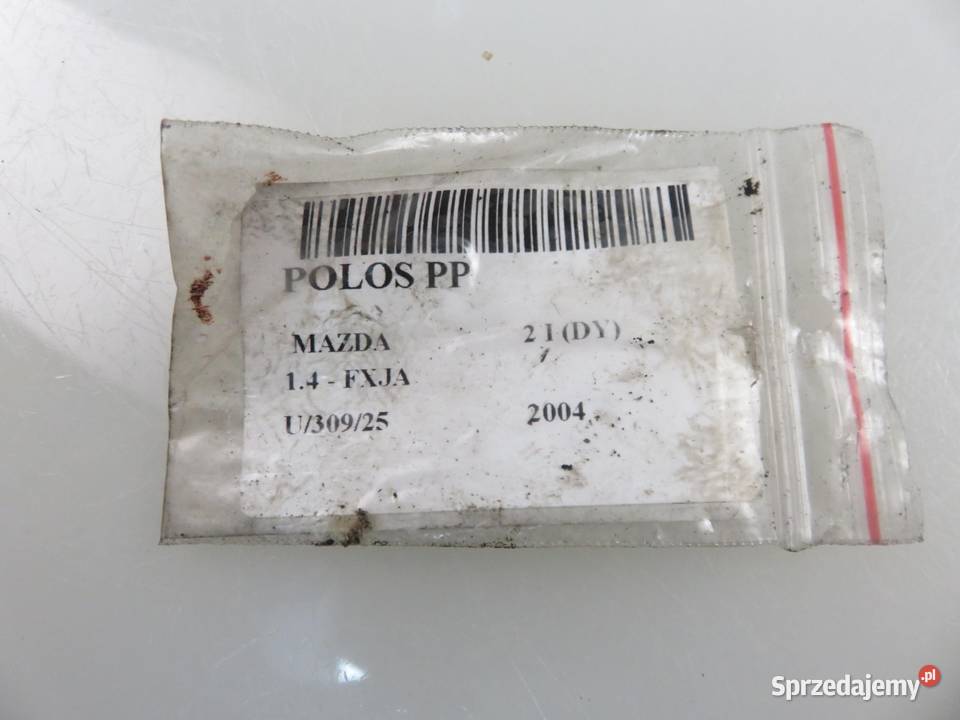 POLOS PP
MAZDA 2 I (DY)
1.4 - FXJA
U/309/25 2004
Sprzedajemy.pl